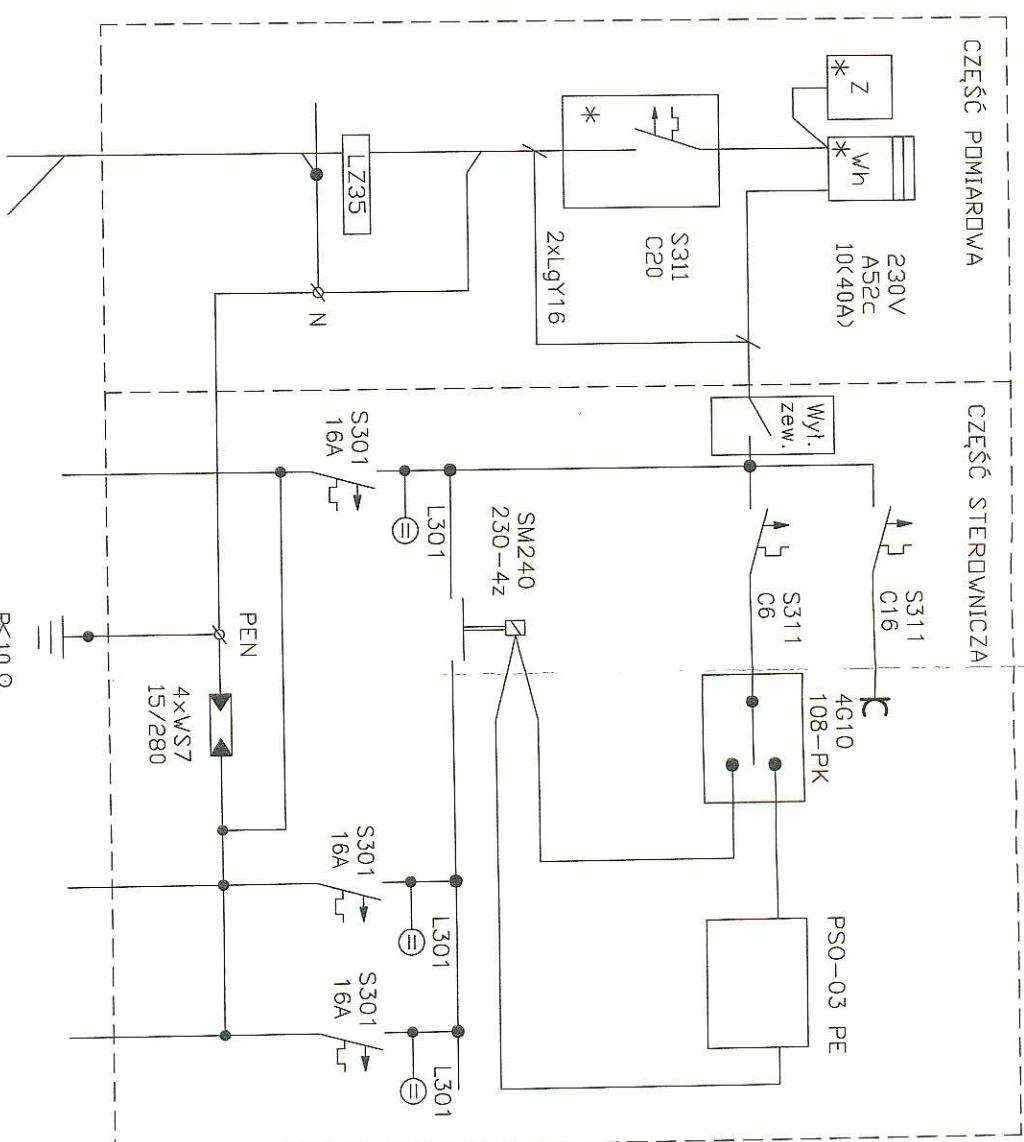 CZĘŚĆ POMIAROWA
Z
*
Wh
*
230V
A52c
10(40A)
*
S311
C20
2xLgY16
LZ35
N
CZĘŚĆ STEROWNICZA
Wył.
zew.
S311
C16
S311
C6
4G10
108-PK
PSO-03 PE
SM240
230-4z
L301
S301
16A
PEN
4xWS7
15/280
S301
16A
L301
S301
16A
L301